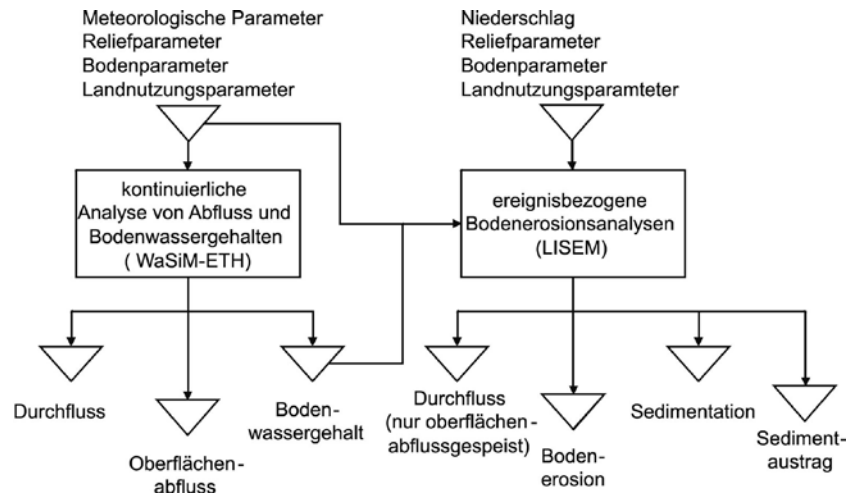 Meteorologische Parameter
Reliefparameter
Bodenparameter
Landnutzungsparameter
Niederschlag
Reliefparameter
Bodenparameter
Landnutzungsparamteter
kontinuierliche
Analyse von Abfluss und
Bodenwassergehalten
( WaSiM-ETH)
ereignisbezogene
Bodenerosionsanalysen
(LISEM)
Durchfluss
Oberflächen-
abfluss
Boden-
wassergehalt
Durchfluss
(nur oberflächen-
abflussgespeist)
Boden-
erosion
Sedimentation
Sediment-
austrag